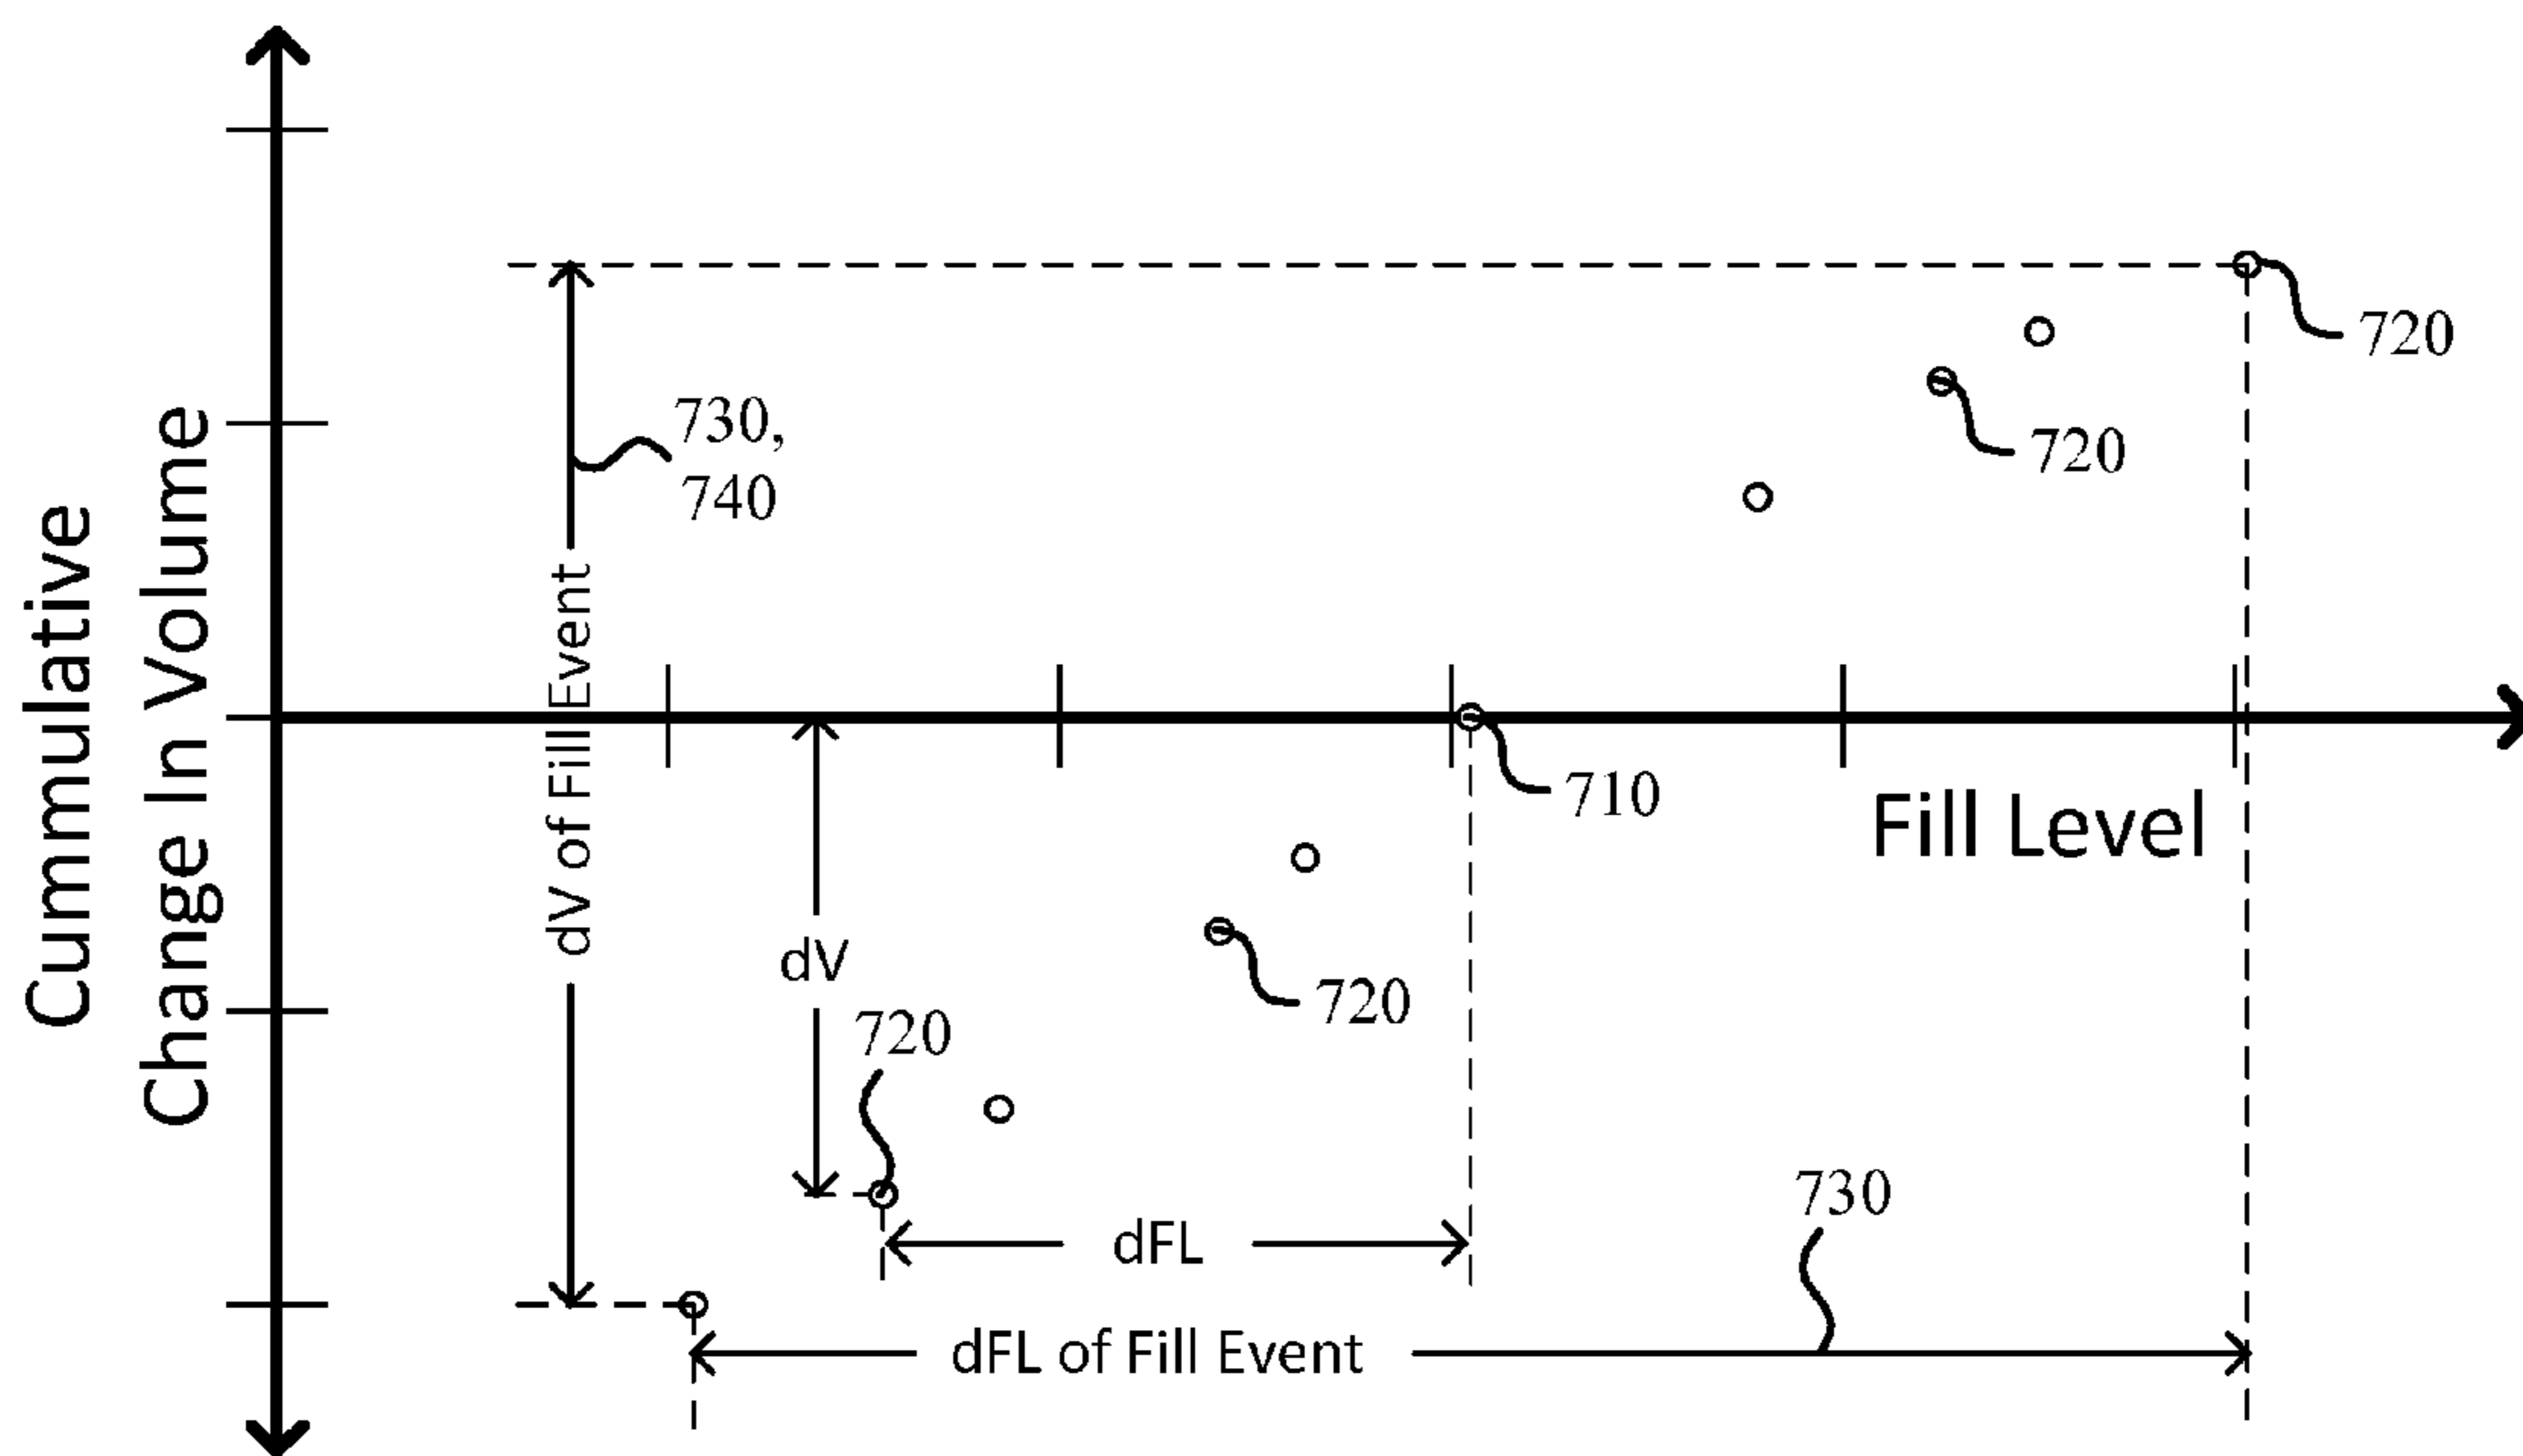 Cummulative
Change In Volume
dV of Fill Event
730,
740
720
720
710
Fill Level
dV
720
720
dFL
730
dFL of Fill Event